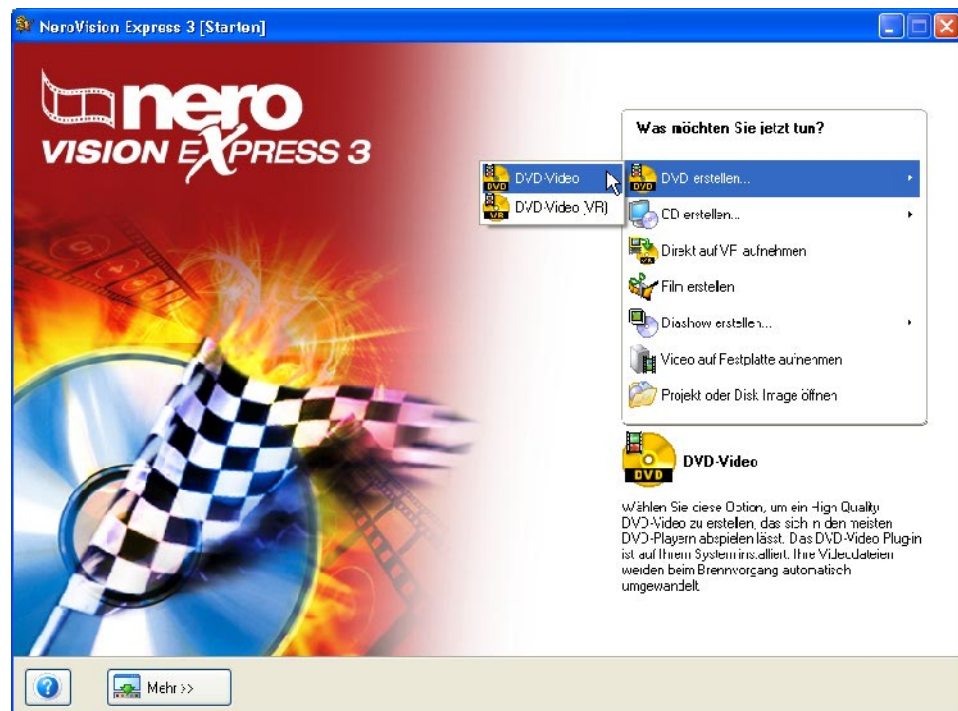 NeroVision Express 3 [Starten]
nero
VISION EXPRESS 3
Was möchten Sie jetzt tun?
DVD erstellen...
DVD-Video
DVD-Video (VR)
CD erstellen...
Direkt auf VR aufnehmen
Film erstellen
Diashow erstellen...
Video auf Festplatte aufnehmen
Projekt oder Disk Image öffnen
DVD
DVD-Video
Wählen Sie diese Option, um ein High Quality
DVD-Video zu erstellen, das sich in den meisten
DVD-Playern abspielen lässt. Das DVD-Video Plug-in
ist auf Ihrem System installiert. Ihre Videodateien
werden beim Brennvorgang automatisch
umgewandelt.
Mehr >>